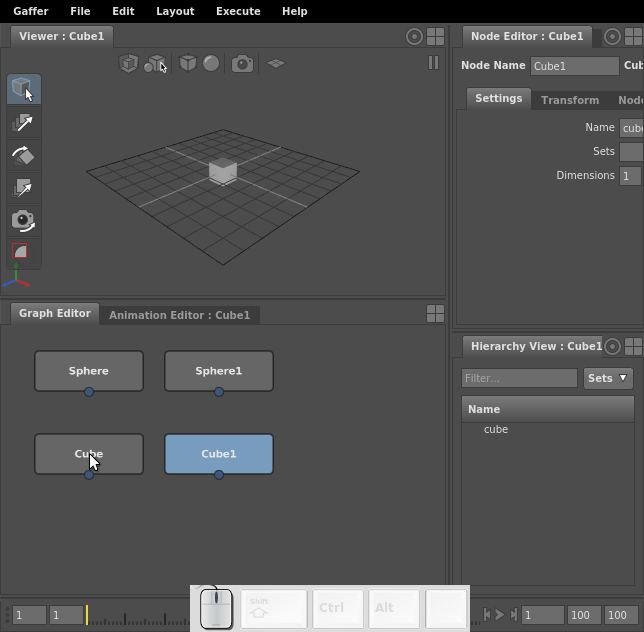 Gaffer File Edit Layout Execute Help
Viewer : Cube1
Node Editor : Cube1
Node Name Cube1 Cub
Settings Transform Node
Name cube
Sets
Dimensions 1
Graph Editor Animation Editor : Cube1
Sphere Sphere1
Cube Cube1
Hierarchy View : Cube1
Filter... Sets
Name
cube
Shift Ctrl Alt
1 1 1 100 100